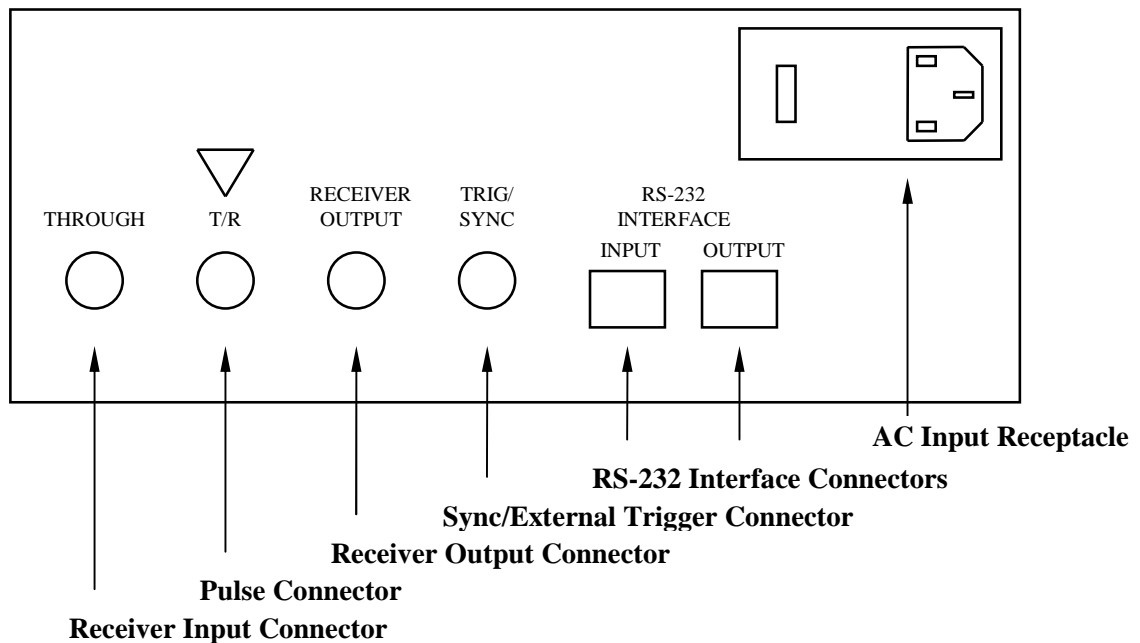 RECEIVER
OUTPUT
TRIG/
SYNC
RS-232
INTERFACE
THROUGH
T/R
INPUT
OUTPUT
AC Input Receptacle
RS-232 Interface Connectors
Sync/External Trigger Connector
Receiver Output Connector
Pulse Connector
Receiver Input Connector